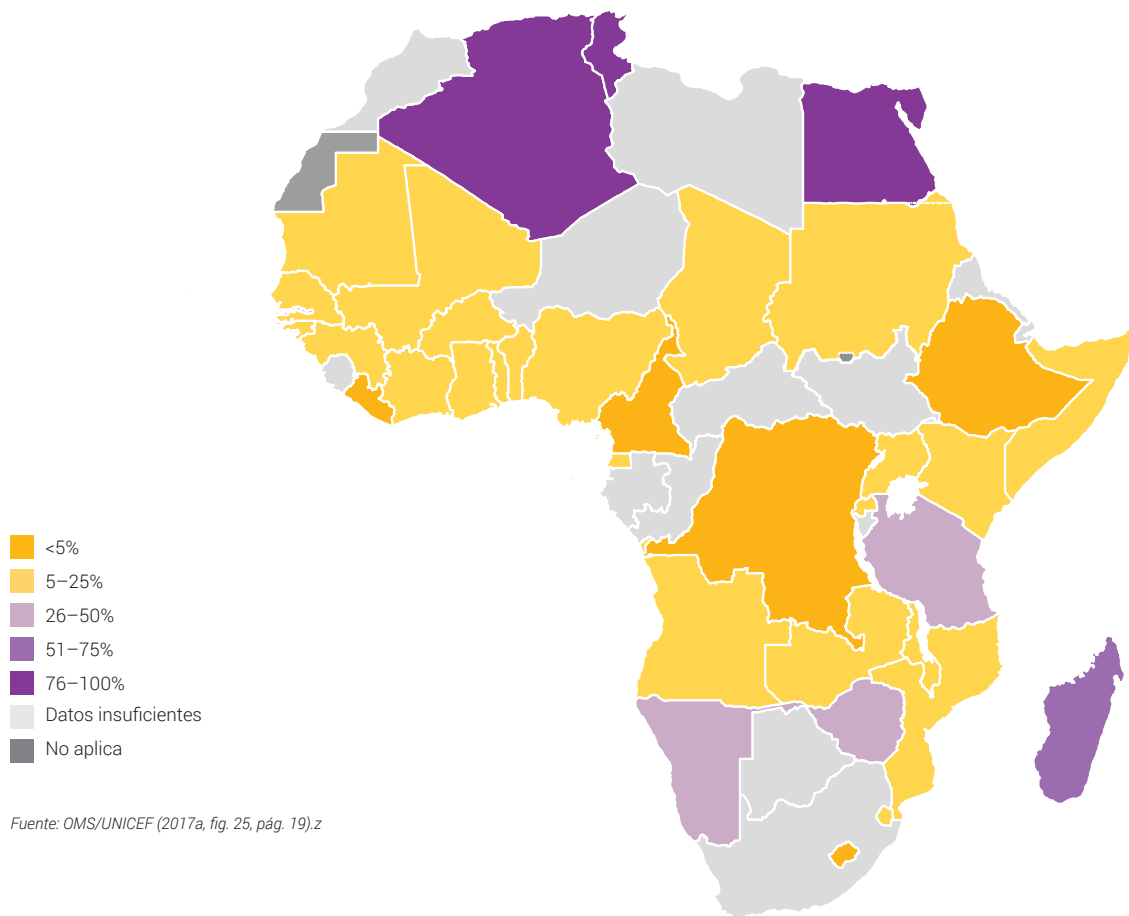 <5%
5–25%
26–50%
51–75%
76–100%
Datos insuficientes
No aplica
Fuente: OMS/UNICEF (2017a, fig. 25, pág. 19).z